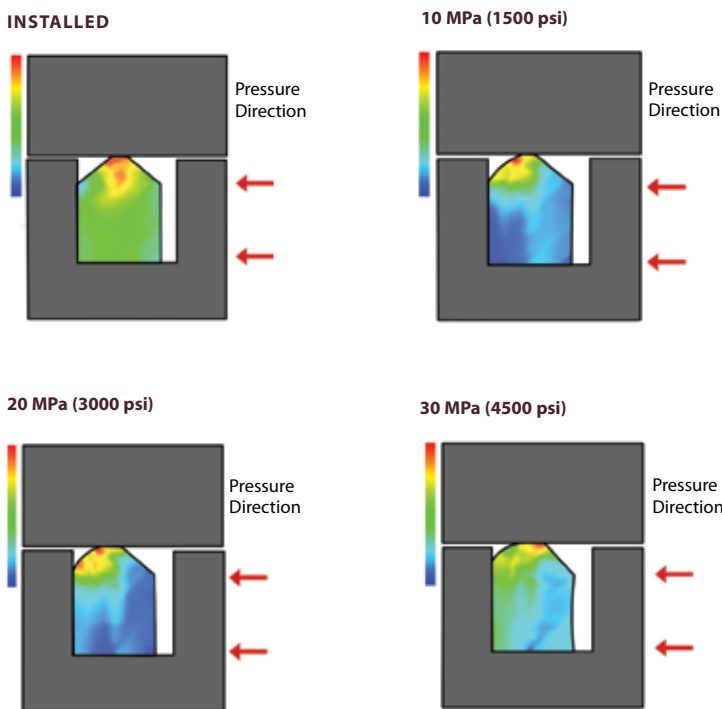 INSTALLED
Pressure
Direction
10 MPa (1500 psi)
Pressure
Direction
20 MPa (3000 psi)
Pressure
Direction
30 MPa (4500 psi)
Pressure
Direction